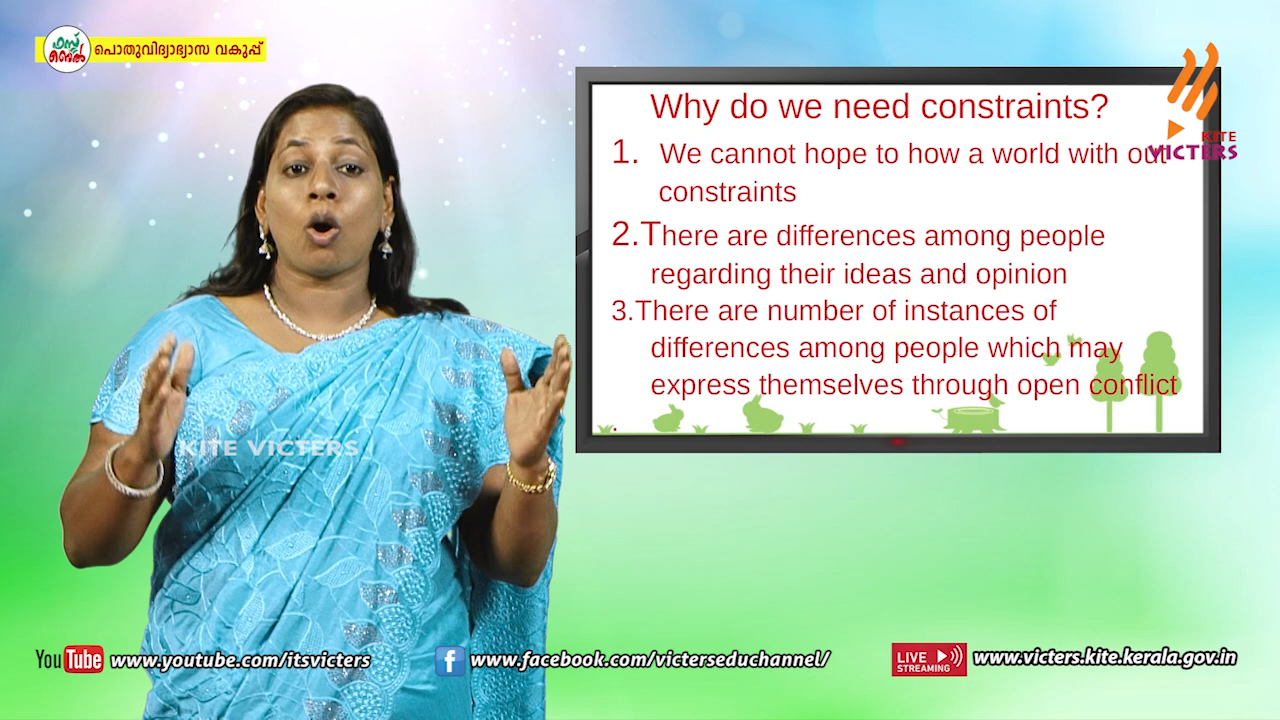 ഫസ്റ്റ്
ബെൽ
പൊതുവിദ്യാഭ്യാസ വകുപ്പ്
KITE
VICTERS
Why do we need constraints?
1. We cannot hope to how a world with out
constraints
2.There are differences among people
regarding their ideas and opinion
3.There are number of instances of
differences among people which may
express themselves through open conflict
.
KITE VICTERS
YouTube www.youtube.com/itsvicters
f www.facebook.com/victerseduchannel/
LIVE
STREAMING
www.victers.kite.kerala.gov.in